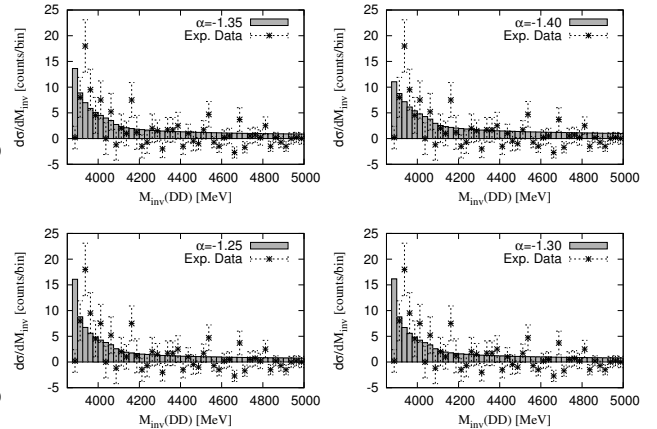 25
20
15
10
5
0
-5
dσ/dM_inv [counts/bin]
α=-1.35
Exp. Data
4000 4200 4400 4600 4800 5000
M_inv(DD) [MeV]
25
20
15
10
5
0
-5
dσ/dM_inv [counts/bin]
α=-1.40
Exp. Data
4000 4200 4400 4600 4800 5000
M_inv(DD) [MeV]
25
20
15
10
5
0
-5
dσ/dM_inv [counts/bin]
α=-1.25
Exp. Data
4000 4200 4400 4600 4800 5000
M_inv(DD) [MeV]
25
20
15
10
5
0
-5
dσ/dM_inv [counts/bin]
α=-1.30
Exp. Data
4000 4200 4400 4600 4800 5000
M_inv(DD) [MeV]